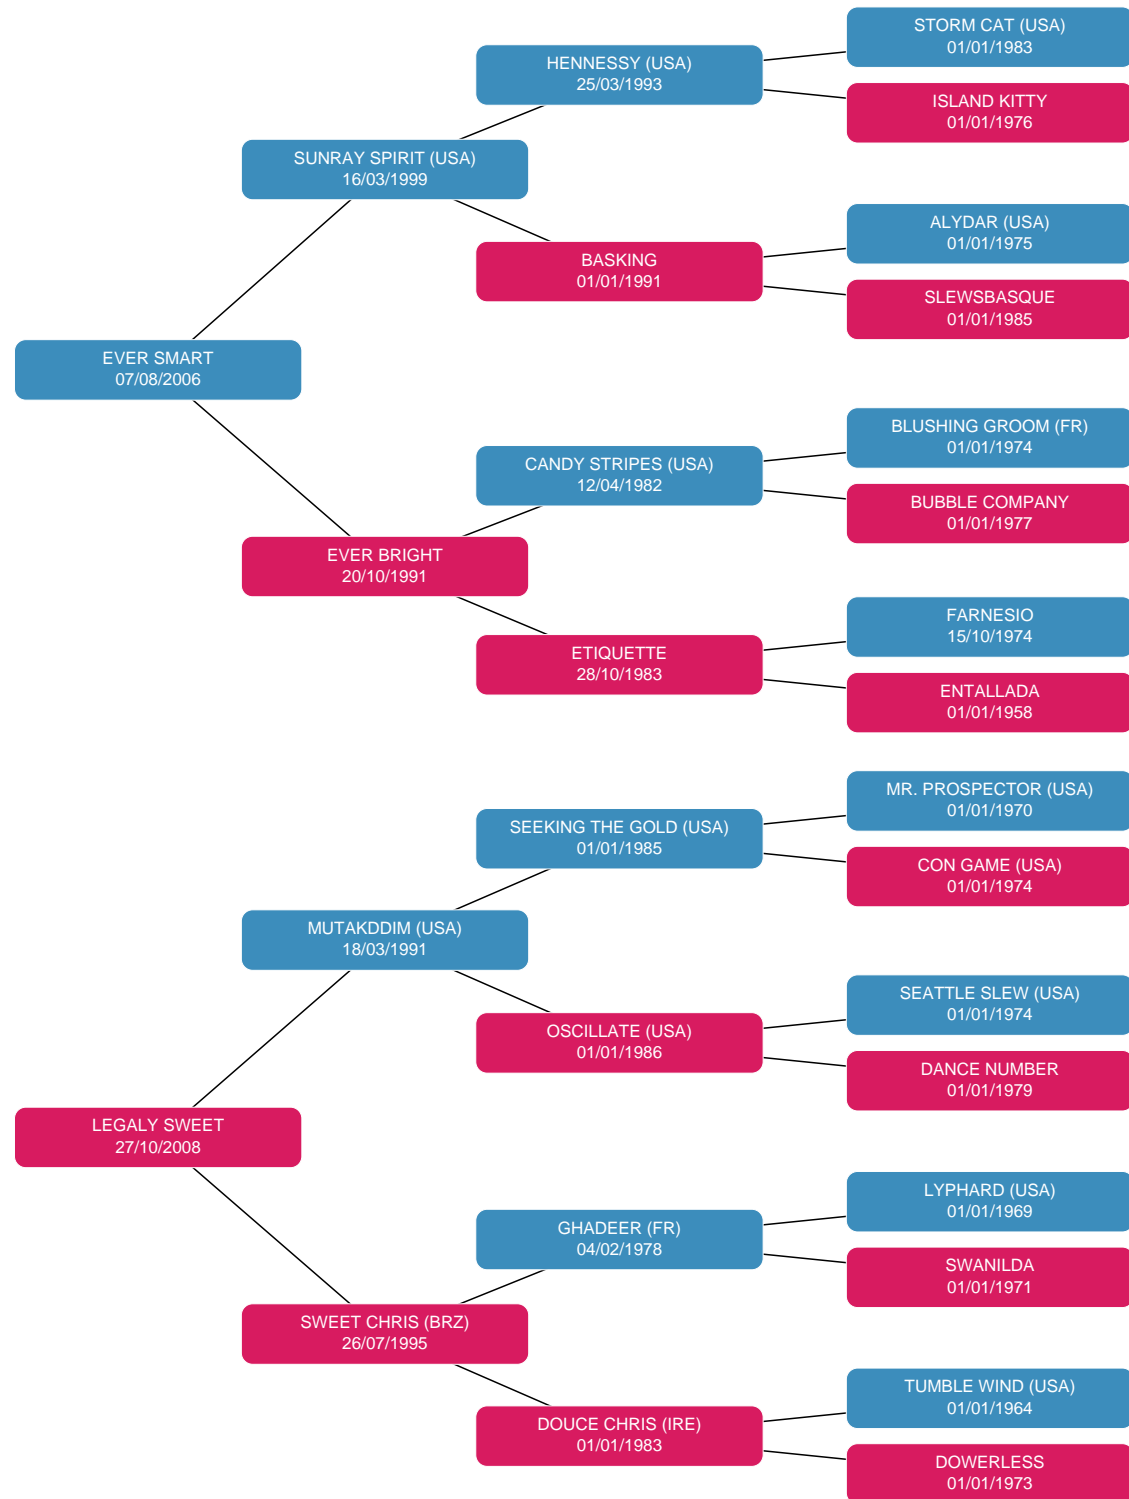 STORM CAT (USA)
01/01/1983
HENNESSY (USA)
25/03/1993
ISLAND KITTY
01/01/1976
SUNRAY SPIRIT (USA)
16/03/1999
ALYDAR (USA)
01/01/1975
BASKING
01/01/1991
SLEWSBASQUE
01/01/1985
EVER SMART
07/08/2006
BLUSHING GROOM (FR)
01/01/1974
CANDY STRIPES (USA)
12/04/1982
BUBBLE COMPANY
01/01/1977
EVER BRIGHT
20/10/1991
FARNESIO
15/10/1974
ETIQUETTE
28/10/1983
ENTALLADA
01/01/1958
MR. PROSPECTOR (USA)
01/01/1970
SEEKING THE GOLD (USA)
01/01/1985
CON GAME (USA)
01/01/1974
MUTAKDDIM (USA)
18/03/1991
SEATTLE SLEW (USA)
01/01/1974
OSCILLATE (USA)
01/01/1986
DANCE NUMBER
01/01/1979
LEGALY SWEET
27/10/2008
LYPHARD (USA)
01/01/1969
GHADEER (FR)
04/02/1978
SWANILDA
01/01/1971
SWEET CHRIS (BRZ)
26/07/1995
TUMBLE WIND (USA)
01/01/1964
DOUCE CHRIS (IRE)
01/01/1983
DOWERLESS
01/01/1973